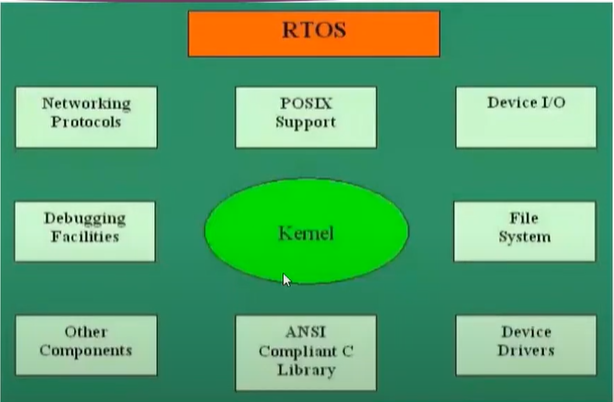 RTOS
Networking
Protocols
POSIX
Support
Device I/O
Debugging
Facilities
Kernel
File
System
Other
Components
ANSI
Compliant C
Library
Device
Drivers